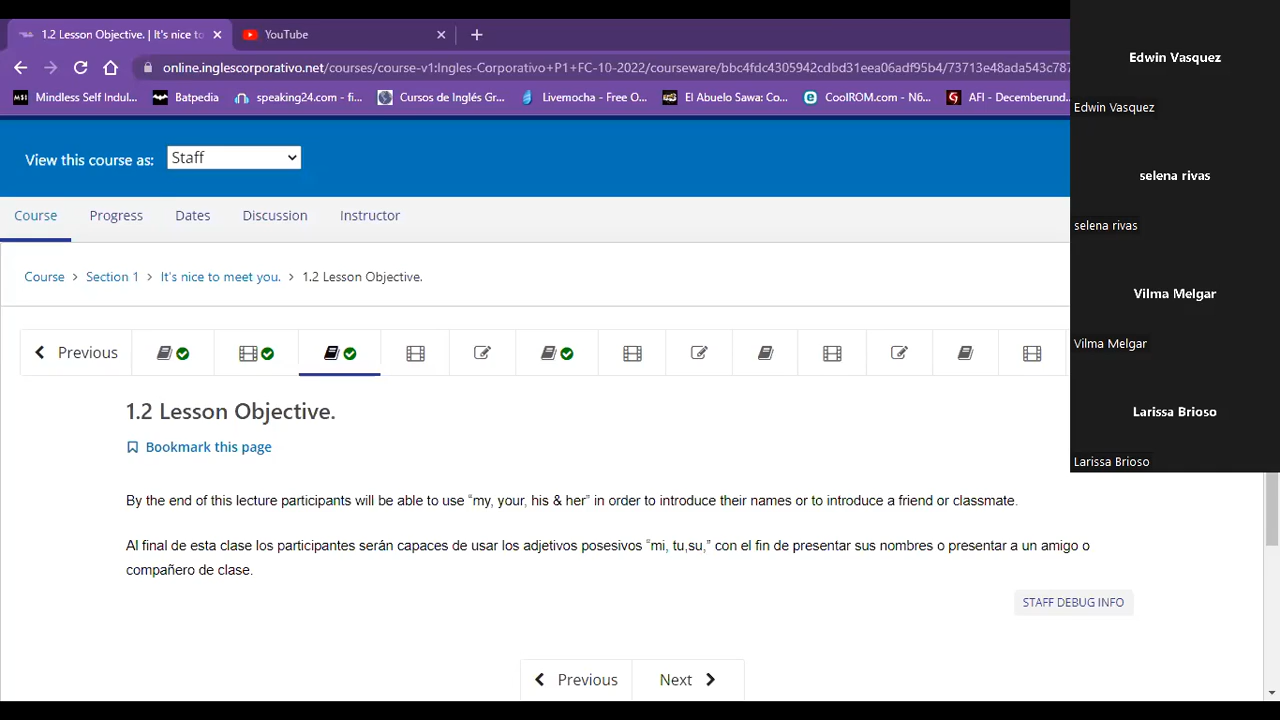 1.2 Lesson Objective. | It's nice to
YouTube
online.inglescorporativo.net/courses/course-v1:Ingles-Corporativo+P1+FC-10-2022/courseware/bbc4fdc4305942cdbd31eea06adf95b4/73713e48ada543c787
Mindless Self Indul...
Batpedia
speaking24.com - fi...
Cursos de Inglés Gr...
Livemocha - Free O...
El Abuelo Sawa: Co...
CoolROM.com - N6...
AFI - Decemberund...
View this course as:
Staff
Course
Progress
Dates
Discussion
Instructor
Course > Section 1 > It's nice to meet you. > 1.2 Lesson Objective.
Previous
1.2 Lesson Objective.
Bookmark this page
By the end of this lecture participants will be able to use “my, your, his & her” in order to introduce their names or to introduce a friend or classmate.
Al final de esta clase los participantes serán capaces de usar los adjetivos posesivos “mi, tu,su,” con el fin de presentar sus nombres o presentar a un amigo o
compañero de clase.
STAFF DEBUG INFO
Previous
Next
Edwin Vasquez
Edwin Vasquez
selena rivas
selena rivas
Vilma Melgar
Vilma Melgar
Larissa Brioso
Larissa Brioso